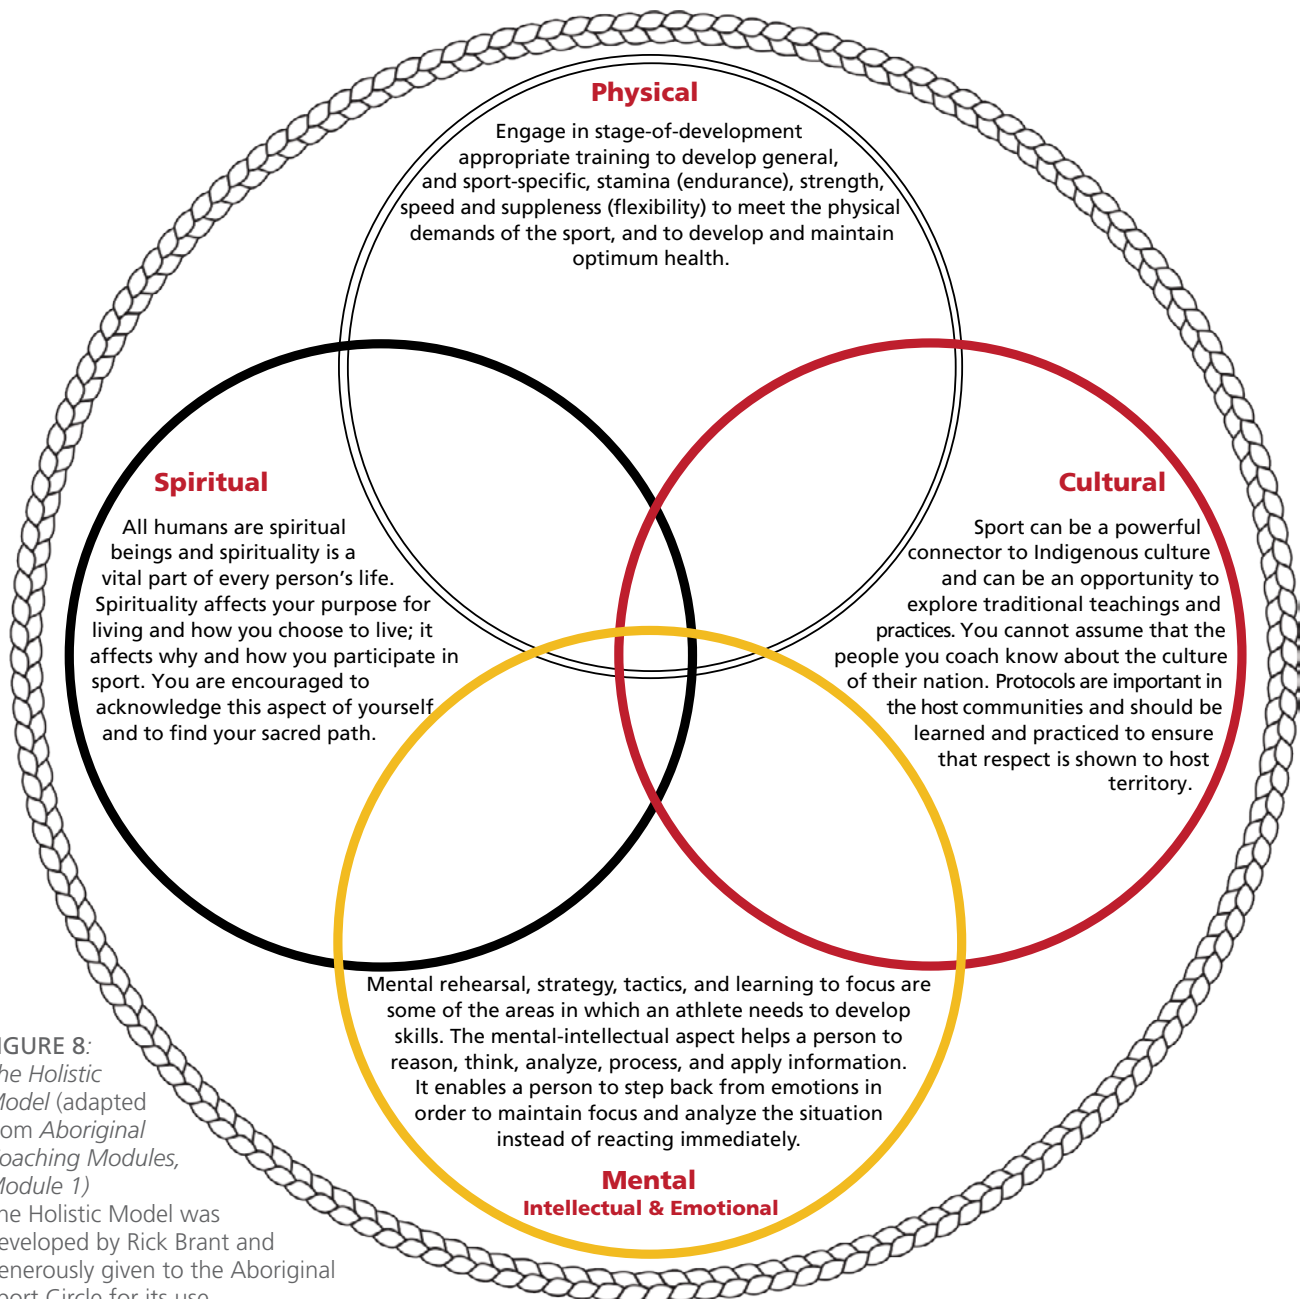 Physical
Engage in stage-of-development
appropriate training to develop general,
and sport-specific, stamina (endurance), strength,
speed and suppleness (flexibility) to meet the physical
demands of the sport, and to develop and maintain
optimum health.
Spiritual
All humans are spiritual
beings and spirituality is a
vital part of every person’s life.
Spirituality affects your purpose for
living and how you choose to live; it
affects why and how you participate in
sport. You are encouraged to
acknowledge this aspect of yourself
and to find your sacred path.
Cultural
Sport can be a powerful
connector to Indigenous culture
and can be an opportunity to
explore traditional teachings and
practices. You cannot assume that the
people you coach know about the culture
of their nation. Protocols are important in
the host communities and should be
learned and practiced to ensure
that respect is shown to host
territory.
Mental rehearsal, strategy, tactics, and learning to focus are
some of the areas in which an athlete needs to develop
skills. The mental-intellectual aspect helps a person to
reason, think, analyze, process, and apply information.
It enables a person to step back from emotions in
order to maintain focus and analyze the situation
instead of reacting immediately.
Mental
Intellectual & Emotional
IGURE 8:
he Holistic
Model (adapted
om Aboriginal
oaching Modules,
Module 1)
he Holistic Model was
eveloped by Rick Brant and
enerously given to the Aboriginal
port Circle for its use